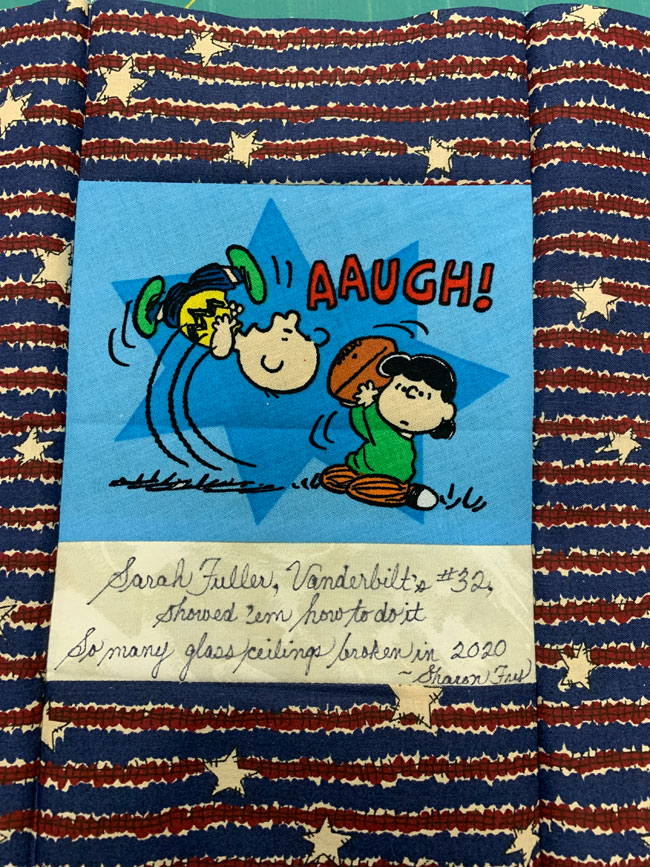 AAUGH!
Sarah Fuller, Vanderbilt's #32,
showed 'em how to do it
So many glass ceilings broken in 2020
~ Sharon Fris